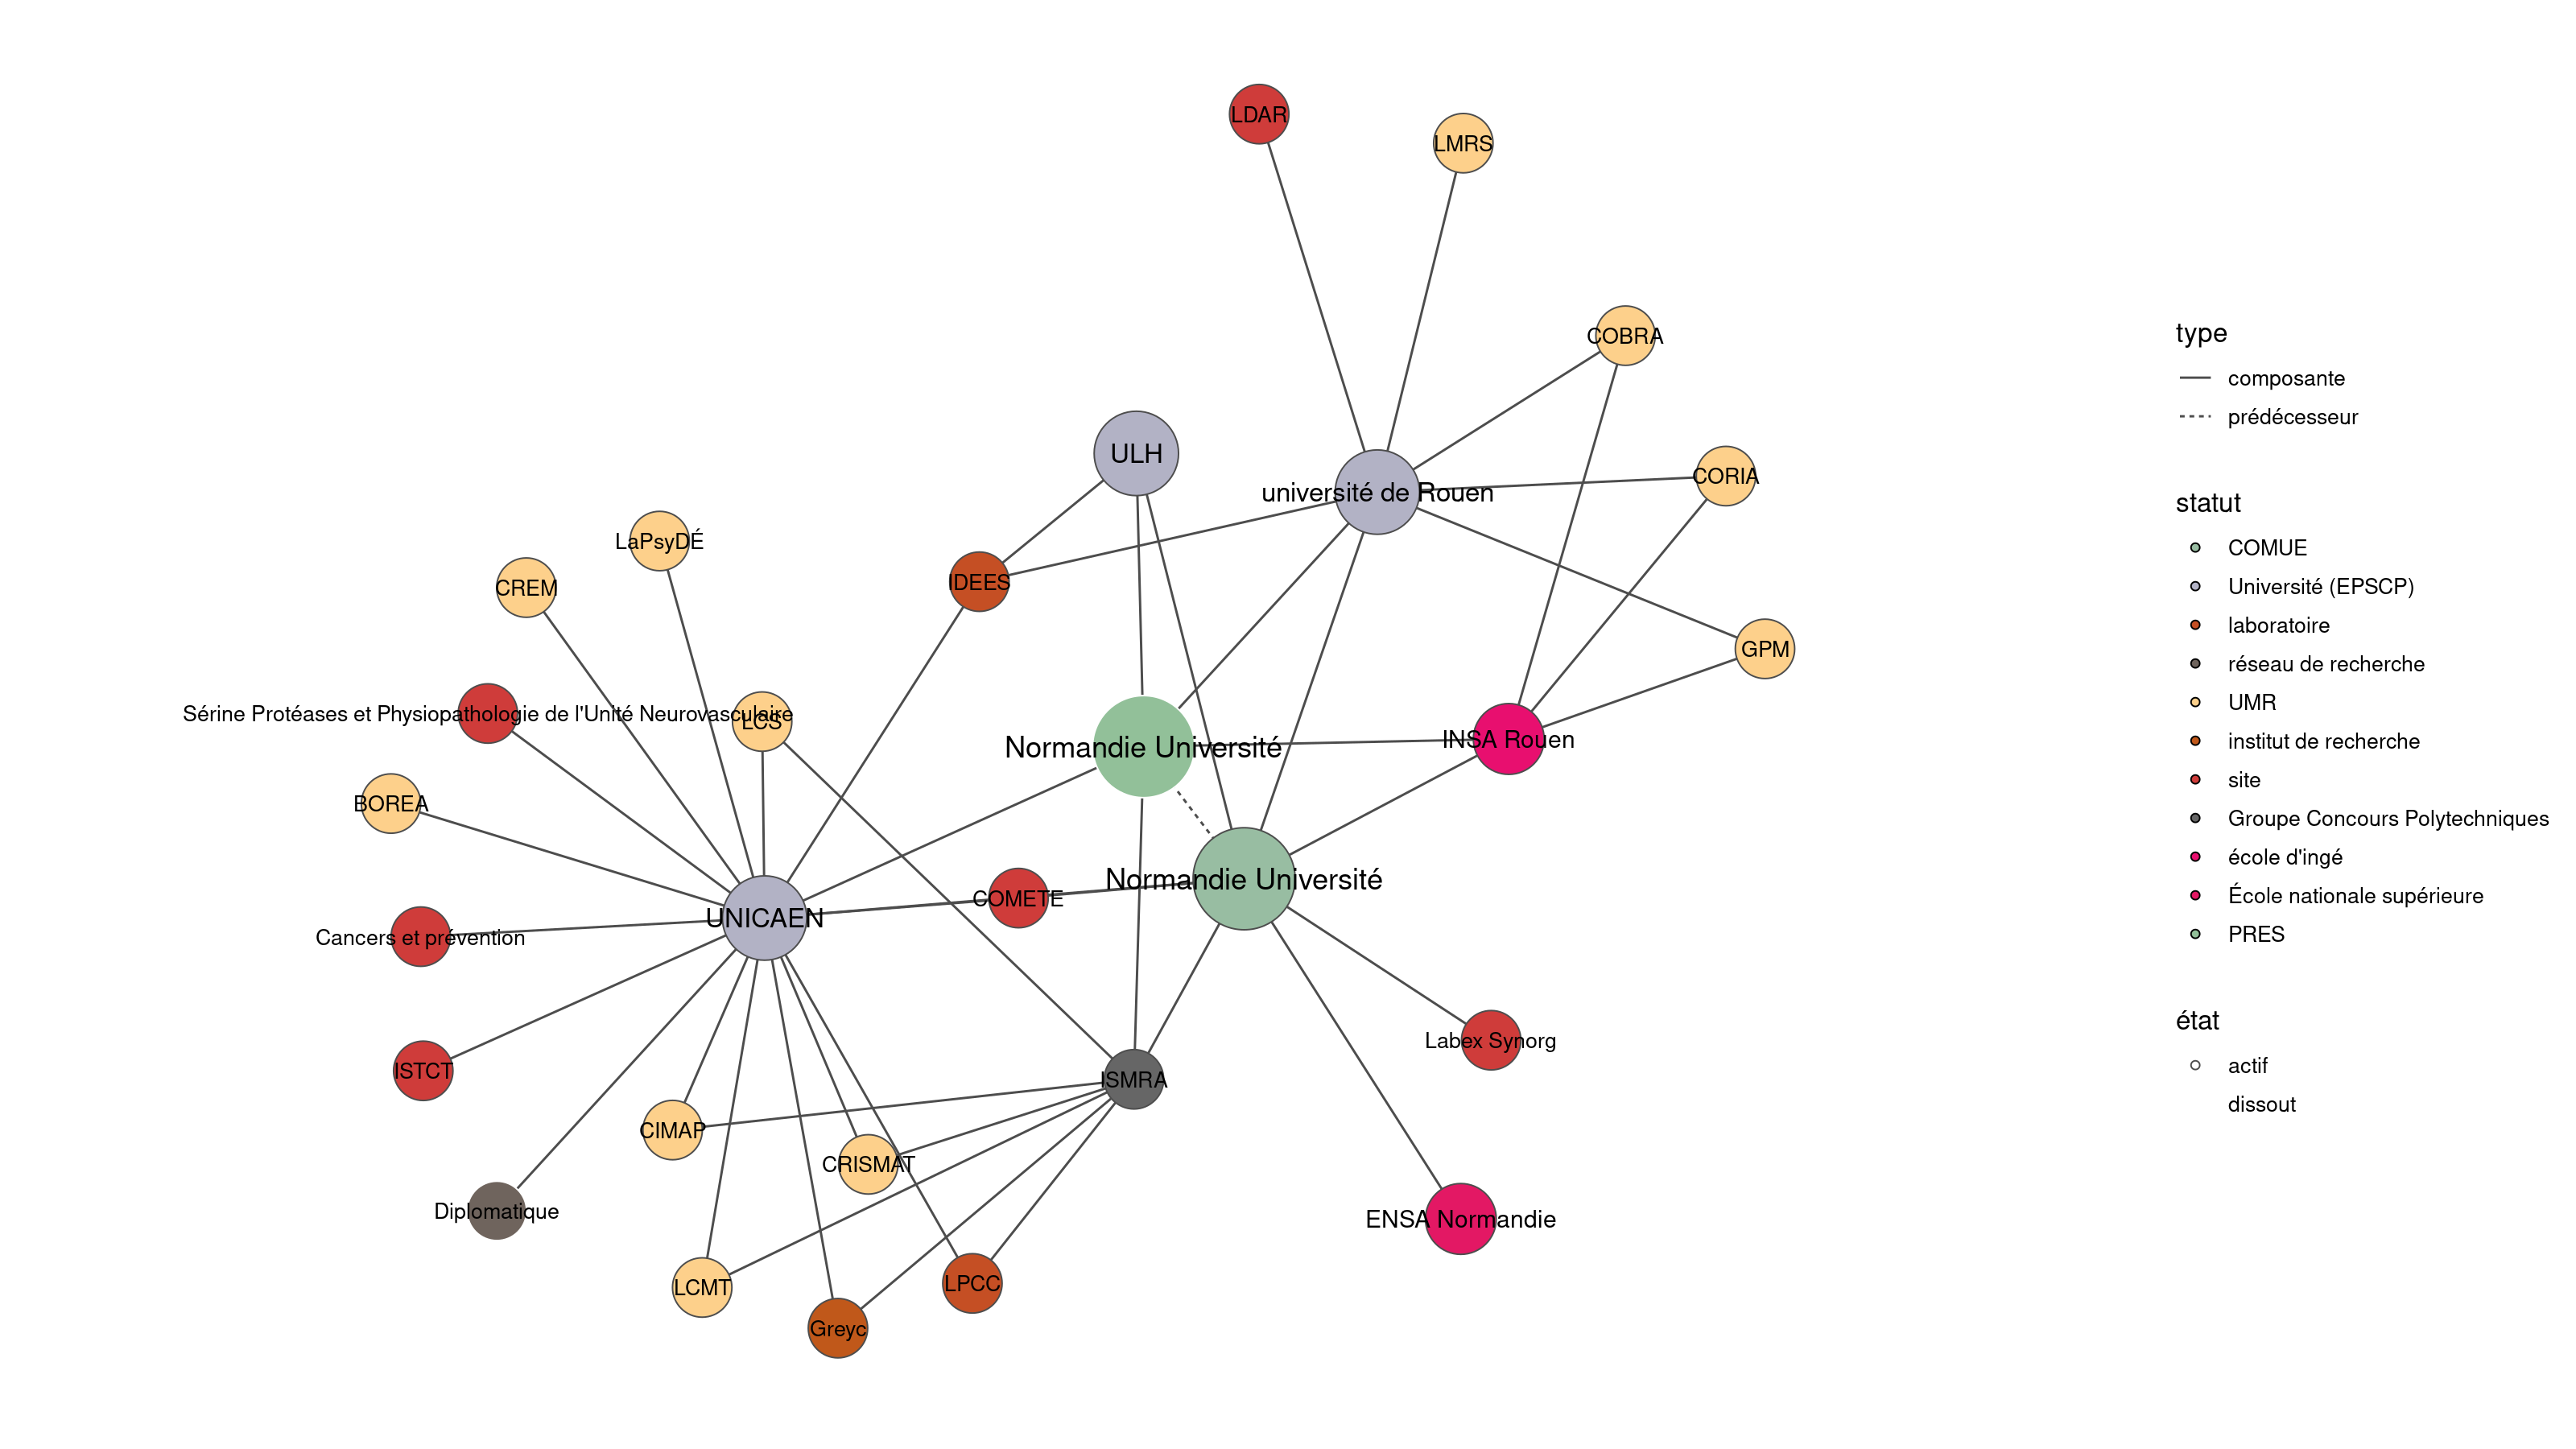 LDAR
LMRS
COBRA
ULH
CORIA
université de Rouen
LaPsyDÉ
IDEES
CREM
GPM
Sérine Protéases et Physiopathologie de l'Unité Neurovasculaire
LCS
INSA Rouen
Normandie Université
BOREA
Normandie Université
COMETE
UNICAEN
Cancers et prévention
Labex Synorg
ISTCT
ISMRA
CIMAP
CRISMAT
Diplomatique
ENSA Normandie
LPCC
LCMT
Greyc
type
composante
prédécesseur
statut
COMUE
Université (EPSCP)
laboratoire
réseau de recherche
UMR
institut de recherche
site
Groupe Concours Polytechniques
école d'ingé
École nationale supérieure
PRES
état
actif
dissout